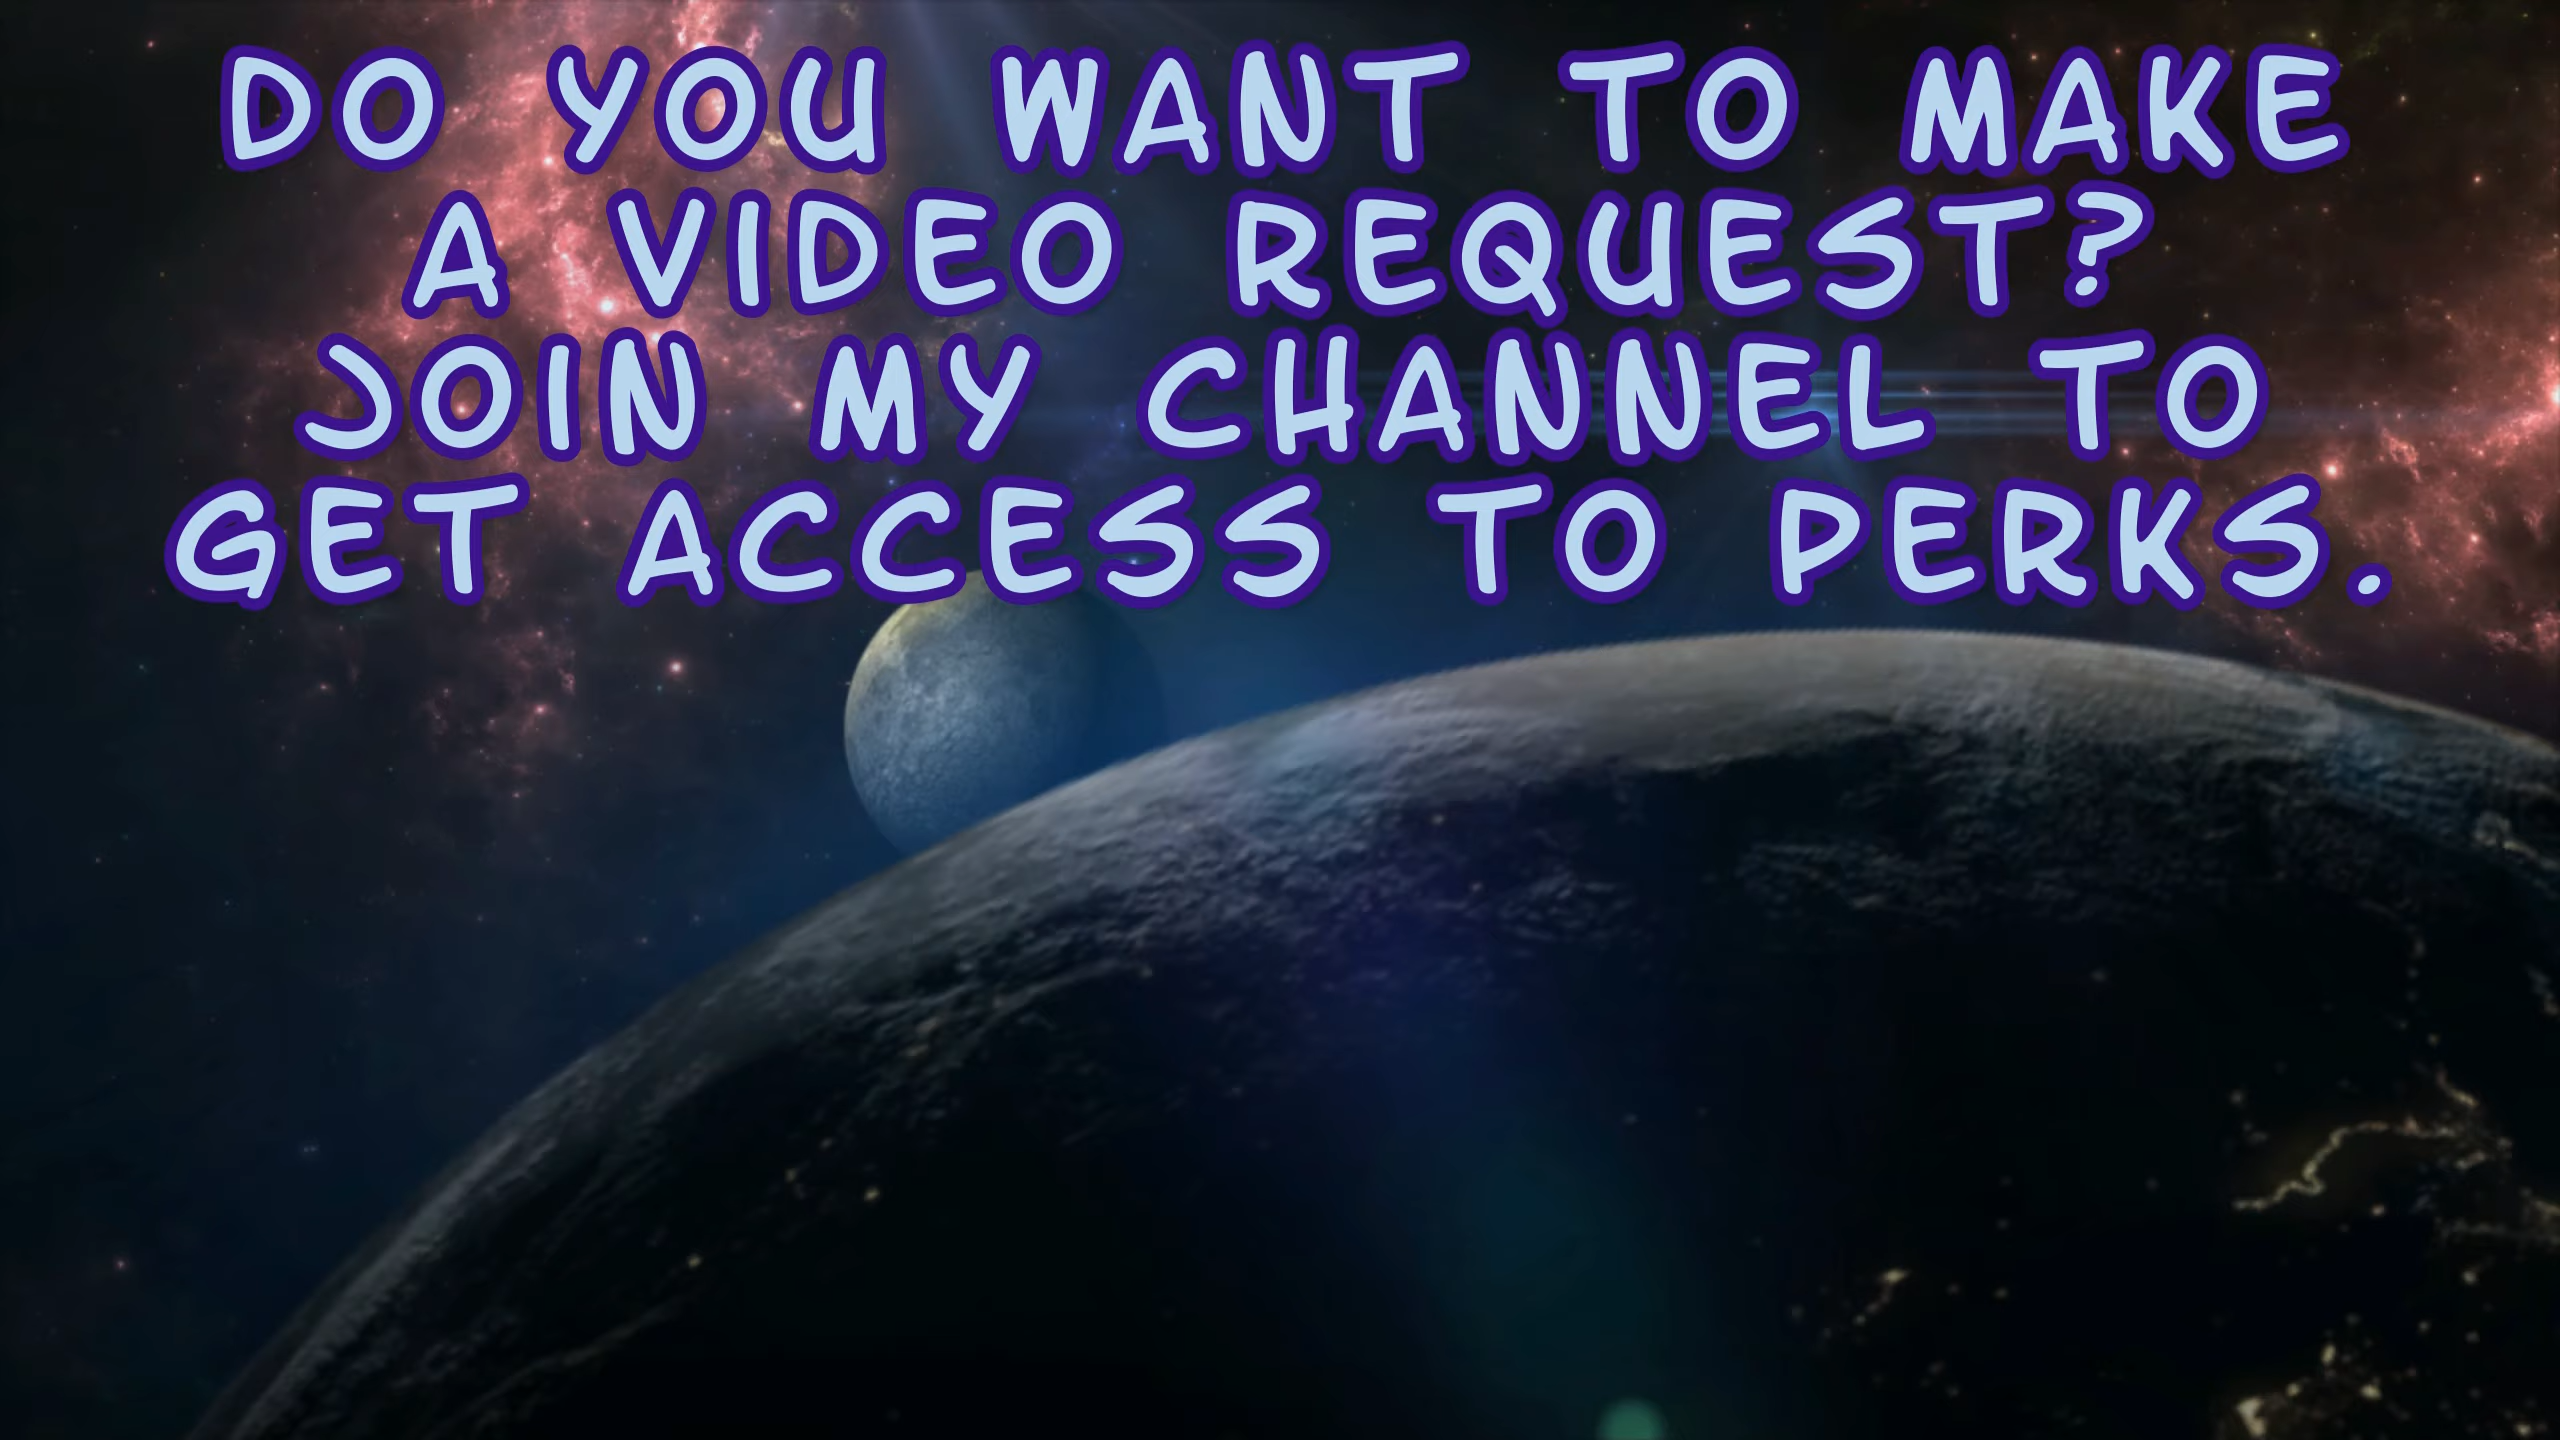 DO YOU WANT TO MAKE
A VIDEO REQUEST?
JOIN MY CHANNEL TO
GET ACCESS TO PERKS.